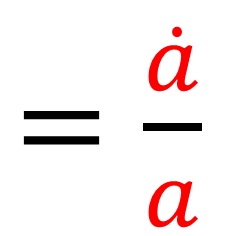 = ȧ/a